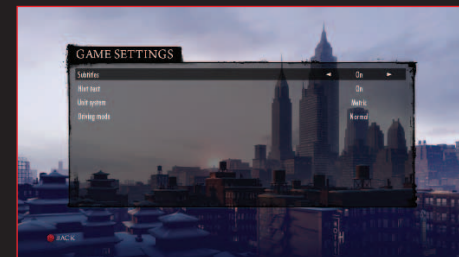 GAME SETTINGS
Subtitles ◄ On ►
Hint text On
Unit system Metric
Driving mode Normal
BACK